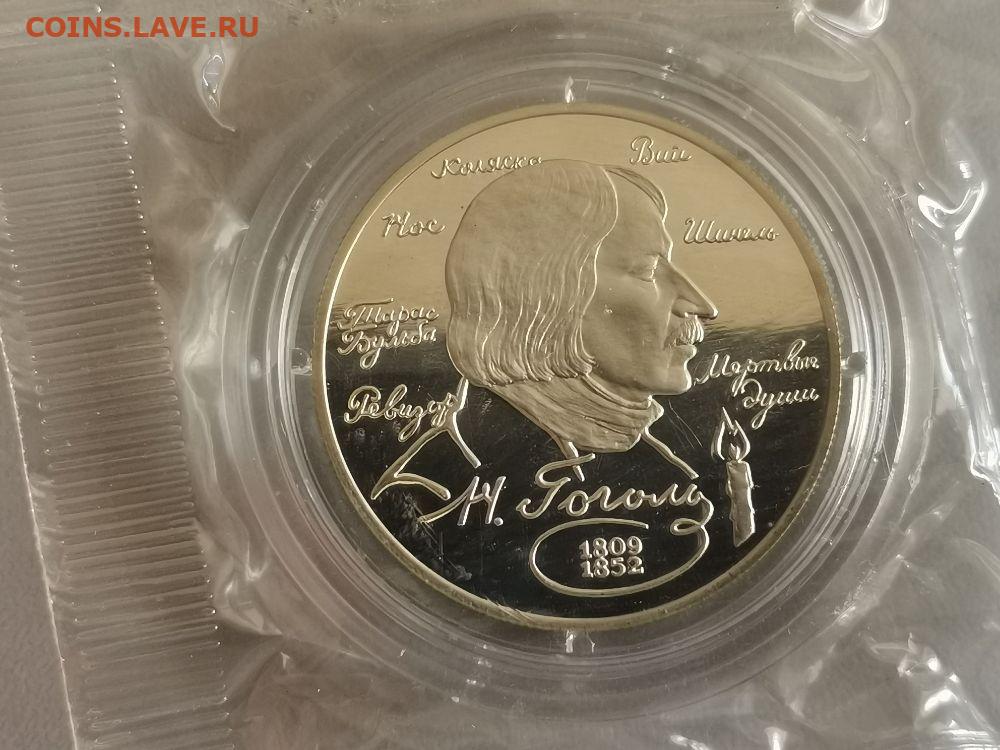 COINS.LAVE.RU
Коляска
Вий
Нос
Шинель
Тарас
Бульба
Мертвые
души
Ревизор
Н. Гоголь
1809
1852